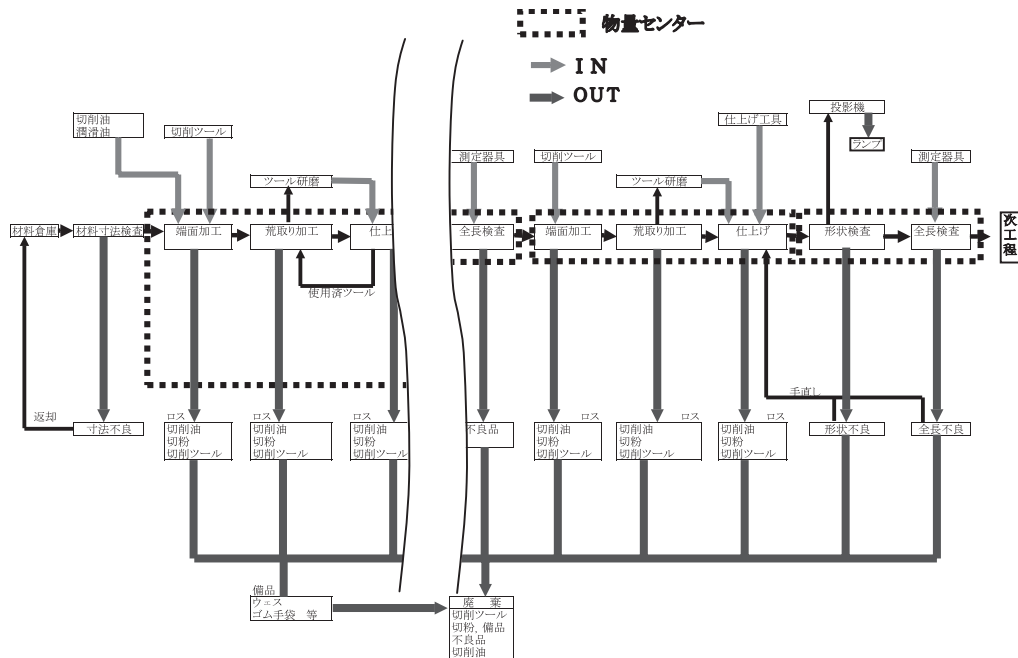 物量センター
IN
OUT
切削油
潤滑油
切削ツール
ツール研磨
測定器具
切削ツール
ツール研磨
仕上げ工具
投影機
ランプ
測定器具
材料倉庫
材料寸法検査
端面加工
荒取り加工
仕上
全長検査
端面加工
荒取り加工
仕上げ
形状検査
全長検査
次工程
使用済ツール
手直し
返却
寸法不良
ロス
切削油
切粉
切削ツール
ロス
切削油
切粉
切削ツール
ロス
切削油
切粉
切削ツール
不良品
ロス
切削油
切粉
切削ツール
ロス
切削油
切粉
切削ツール
ロス
切削油
切粉
切削ツール
形状不良
全長不良
備品
ウェス
ゴム手袋 等
廃 棄
切削ツール
切粉, 備品
不良品
切削油